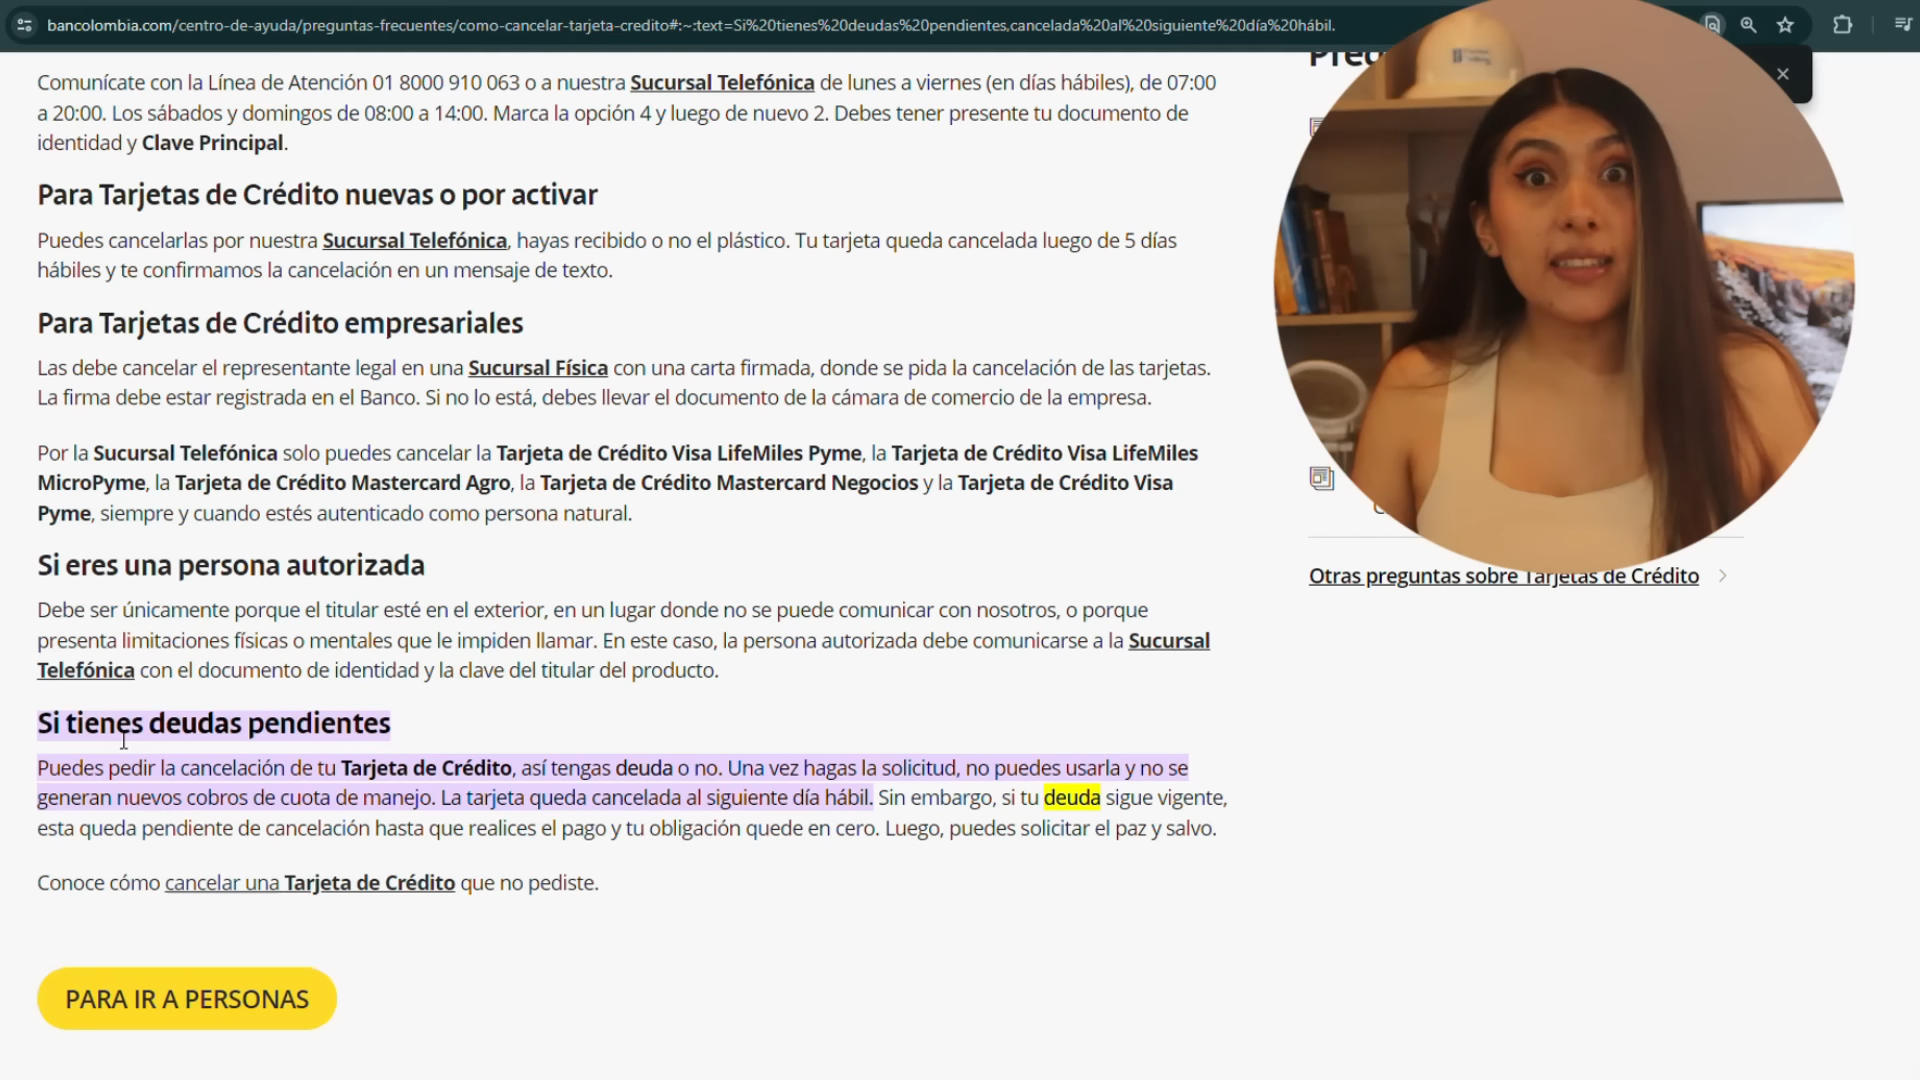 bancolombia.com/centro-de-ayuda/preguntas-frecuentes/como-cancelar-tarjeta-credito#:~:text=Si%20tienes%20deudas%20pendientes,cancelada%20al%20siguiente%20día%20hábil.
Comunícate con la Línea de Atención 01 8000 910 063 o a nuestra Sucursal Telefónica de lunes a viernes (en días hábiles), de 07:00
a 20:00. Los sábados y domingos de 08:00 a 14:00. Marca la opción 4 y luego de nuevo 2. Debes tener presente tu documento de
identidad y Clave Principal.
Para Tarjetas de Crédito nuevas o por activar
Puedes cancelarlas por nuestra Sucursal Telefónica, hayas recibido o no el plástico. Tu tarjeta queda cancelada luego de 5 días
hábiles y te confirmamos la cancelación en un mensaje de texto.
Para Tarjetas de Crédito empresariales
Las debe cancelar el representante legal en una Sucursal Física con una carta firmada, donde se pida la cancelación de las tarjetas.
La firma debe estar registrada en el Banco. Si no lo está, debes llevar el documento de la cámara de comercio de la empresa.
Por la Sucursal Telefónica solo puedes cancelar la Tarjeta de Crédito Visa LifeMiles Pyme, la Tarjeta de Crédito Visa LifeMiles
MicroPyme, la Tarjeta de Crédito Mastercard Agro, la Tarjeta de Crédito Mastercard Negocios y la Tarjeta de Crédito Visa
Pyme, siempre y cuando estés autenticado como persona natural.
Si eres una persona autorizada
Debe ser únicamente porque el titular esté en el exterior, en un lugar donde no se puede comunicar con nosotros, o porque
presenta limitaciones físicas o mentales que le impiden llamar. En este caso, la persona autorizada debe comunicarse a la Sucursal
Telefónica con el documento de identidad y la clave del titular del producto.
Si tienes deudas pendientes
Puedes pedir la cancelación de tu Tarjeta de Crédito, así tengas deuda o no. Una vez hagas la solicitud, no puedes usarla y no se
generan nuevos cobros de cuota de manejo. La tarjeta queda cancelada al siguiente día hábil. Sin embargo, si tu deuda sigue vigente,
esta queda pendiente de cancelación hasta que realices el pago y tu obligación quede en cero. Luego, puedes solicitar el paz y salvo.
Conoce cómo cancelar una Tarjeta de Crédito que no pediste.
PARA IR A PERSONAS
Otras preguntas sobre Tarjetas de Crédito